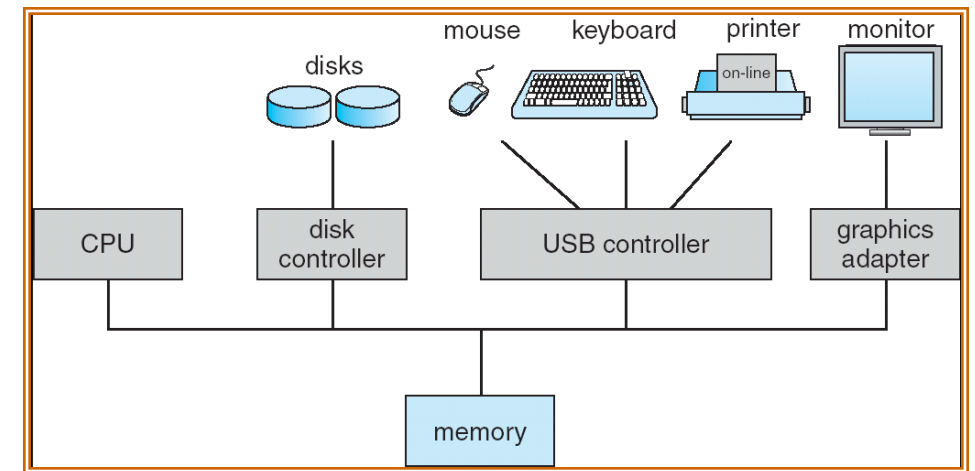 mouse keyboard printer monitor
disks
on-line
CPU
disk
controller
USB controller
graphics
adapter
memory